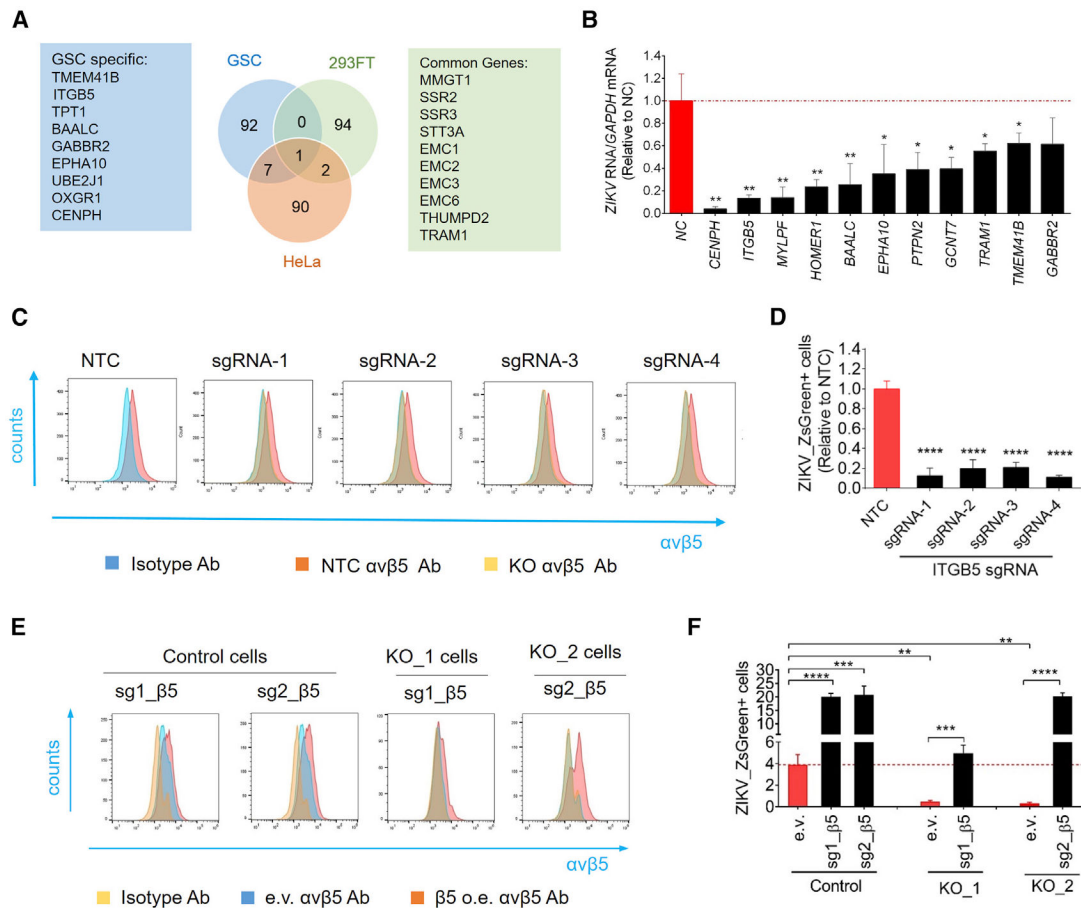 A
GSC specific:
TMEM41B
ITGB5
TPT1
BAALC
GABBR2
EPHA10
UBE2J1
OXGR1
CENPH
GSC
293FT
92
0
94
7
1
2
90
HeLa
Common Genes:
MMGT1
SSR2
SSR3
STT3A
EMC1
EMC2
EMC3
EMC6
THUMPD2
TRAM1
B
ZIKV RNA/GAPDH mRNA
(Relative to NC)
1.4
1.2
1.0
0.8
0.6
0.4
0.2
0.0
** ** ** ** ** * * * * *
NC
CENPH
ITGB5
MYLPF
HOMER1
BAALC
EPHA10
PTPN2
GCNT7
TRAM1
TMEM41B
GABBR2
C
NTC
sgRNA-1
sgRNA-2
sgRNA-3
sgRNA-4
counts
αvβ5
Isotype Ab
NTC αvβ5 Ab
KO αvβ5 Ab
D
ZIKV_ZsGreen+ cells
(Relative to NTC)
1.4
1.2
1.0
0.8
0.6
0.4
0.2
0.0
**** **** **** ****
NTC
sgRNA-1
sgRNA-2
sgRNA-3
sgRNA-4
ITGB5 sgRNA
E
Control cells
KO_1 cells
KO_2 cells
sg1_β5
sg2_β5
sg1_β5
sg2_β5
counts
αvβ5
Isotype Ab
e.v. αvβ5 Ab
β5 o.e. αvβ5 Ab
F
ZIKV_ZsGreen+ cells
30
25
20
15
10
6
4
2
0
**
**
***
****
****
***
e.v.
sg1_β5
sg2_β5
e.v.
sg1_β5
e.v.
sg2_β5
Control
KO_1
KO_2